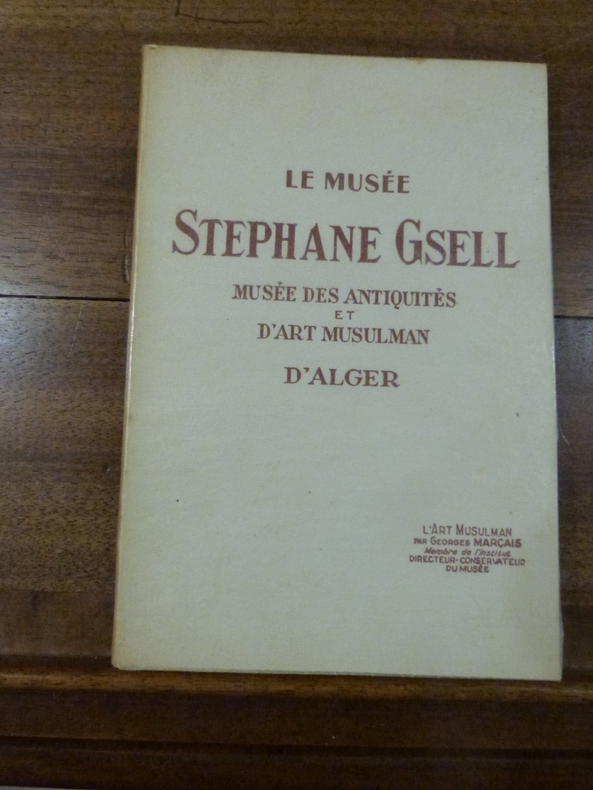 LE MUSÉE
STEPHANE GSELL
MUSÉE DES ANTIQUITÉS
ET
D'ART MUSULMAN
D'ALGER
L'ART MUSULMAN
PAR GEORGES MARÇAIS
Membre de l'Institut
DIRECTEUR-CONSERVATEUR
DU MUSÉE